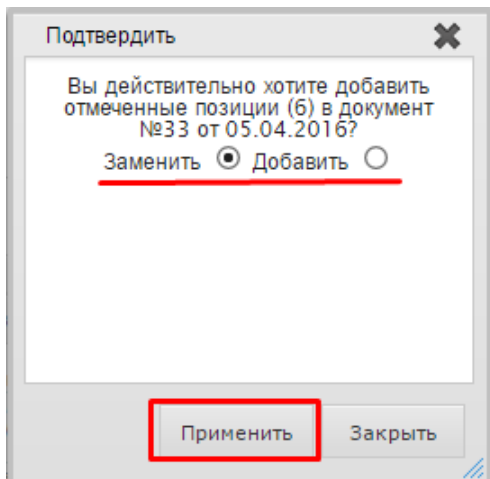 Подтвердить
Вы действительно хотите добавить
отмеченные позиции (6) в документ
№33 от 05.04.2016?
Заменить Добавить
Применить Закрыть